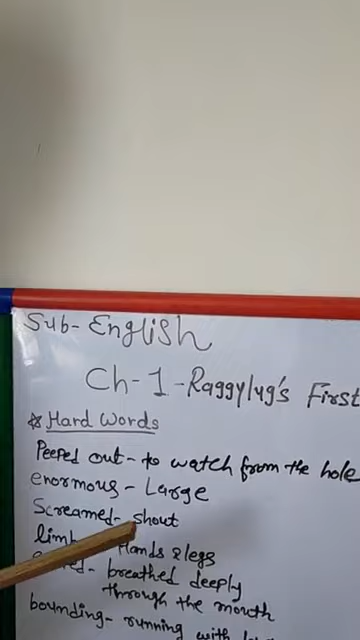 Sub- English
Ch-1-Raggylug's First
Hard Words
Peeped out- to watch from the hole
enormous - Large
Screamed- shout
Hands & legs
- breathed deeply
through the mouth
bounding- running with